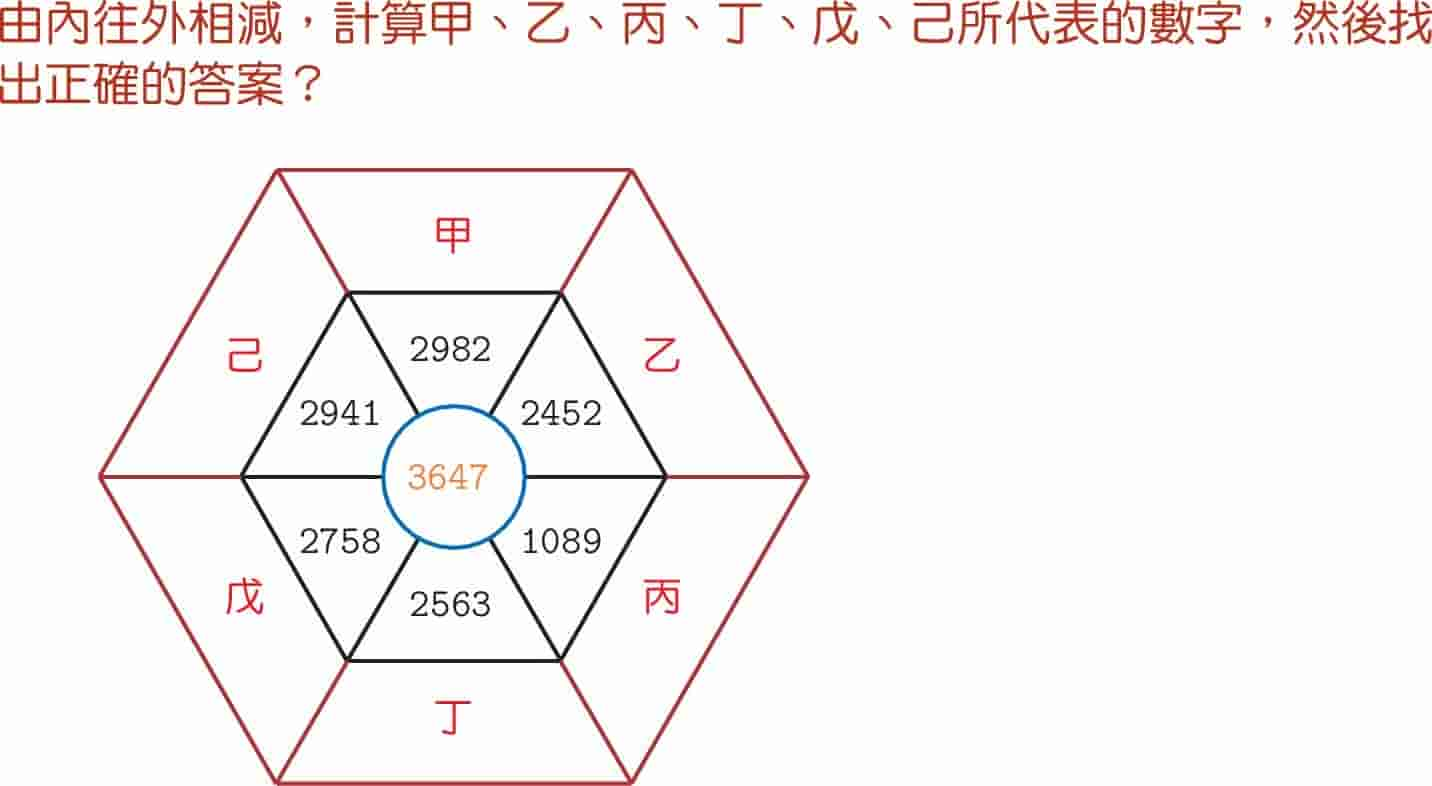 由內往外相減，計算甲、乙、丙、丁、戊、己所代表的數字，然後找
出正確的答案？
甲
己
2982
乙
2941
2452
3647
2758
1089
戊
2563
丙
丁